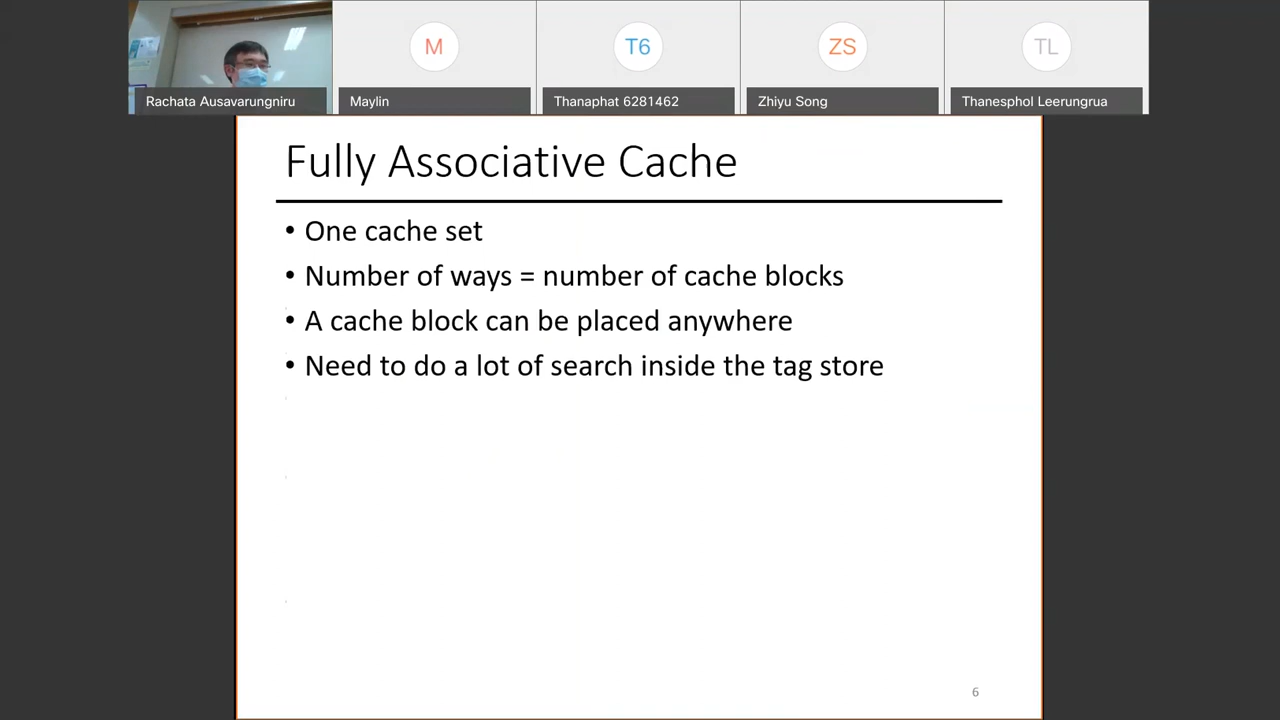 M
T6
ZS
TL
Rachata Ausavarungniru
Maylin
Thanaphat 6281462
Zhiyu Song
Thanesphol Leerungrua
Fully Associative Cache
• One cache set
• Number of ways = number of cache blocks
• A cache block can be placed anywhere
• Need to do a lot of search inside the tag store
6